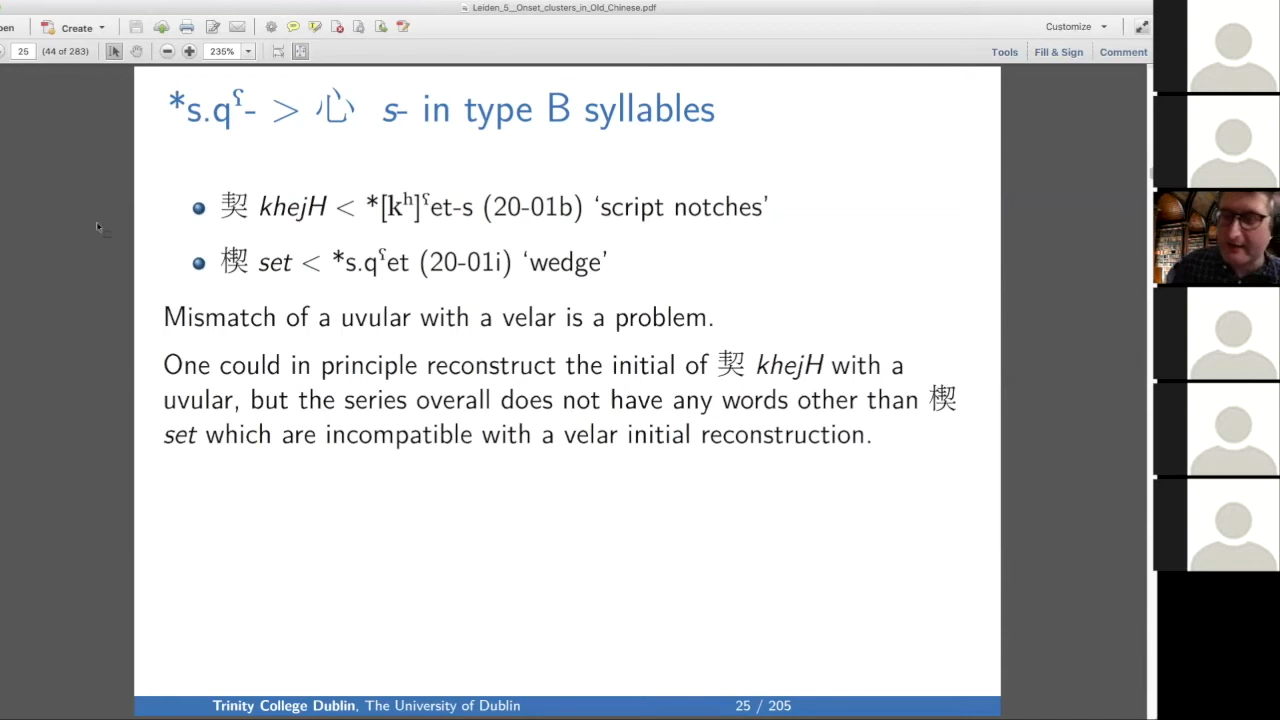 Leiden_5__Onset_clusters_in_Old_Chinese.pdf
Create
Customize
25 (44 of 283) 235%
Tools Fill & Sign Comment
*s.qˤ- > 心 s- in type B syllables
契 khejH < *[kʰ]ˤet-s (20-01b) ‘script notches’
楔 set < *s.qˤet (20-01i) ‘wedge’
Mismatch of a uvular with a velar is a problem.
One could in principle reconstruct the initial of 契 khejH with a
uvular, but the series overall does not have any words other than 楔
set which are incompatible with a velar initial reconstruction.
Trinity College Dublin, The University of Dublin 25 / 205